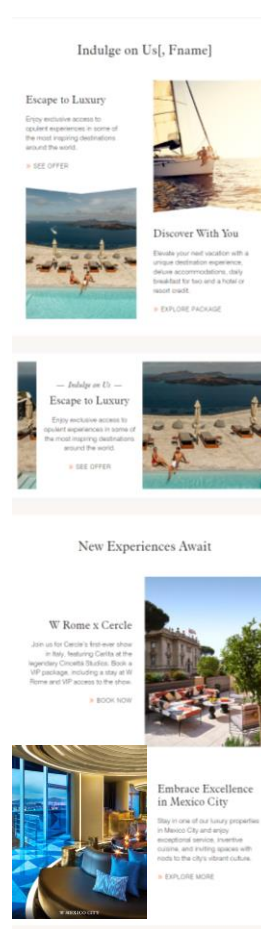 Indulge on Us[, Fname]
Escape to Luxury
Enjoy exclusive access to
opulent experiences in some of
the most inspiring destinations
around the world.
» SEE OFFER
Discover With You
Elevate your next vacation with a
unique destination experience,
deluxe accommodations, daily
breakfast for two and a hotel or
resort credit.
» EXPLORE PACKAGE
— Indulge on Us —
Escape to Luxury
Enjoy exclusive access to
opulent experiences in some of
the most inspiring destinations
around the world.
» SEE OFFER
New Experiences Await
W Rome x Cercle
Join us for Cercle's first-ever show
in Italy, featuring Cerilla at the
legendary Cinecittà Studios. Book a
VIP package, including a stay at W
Rome and VIP access to the show.
» BOOK NOW
Embrace Excellence
in Mexico City
Stay in one of our luxury properties
in Mexico City and enjoy
exceptional service, inventive
cuisine, and inviting spaces with
nods to the city's vibrant culture.
» EXPLORE MORE
W MEXICO CITY